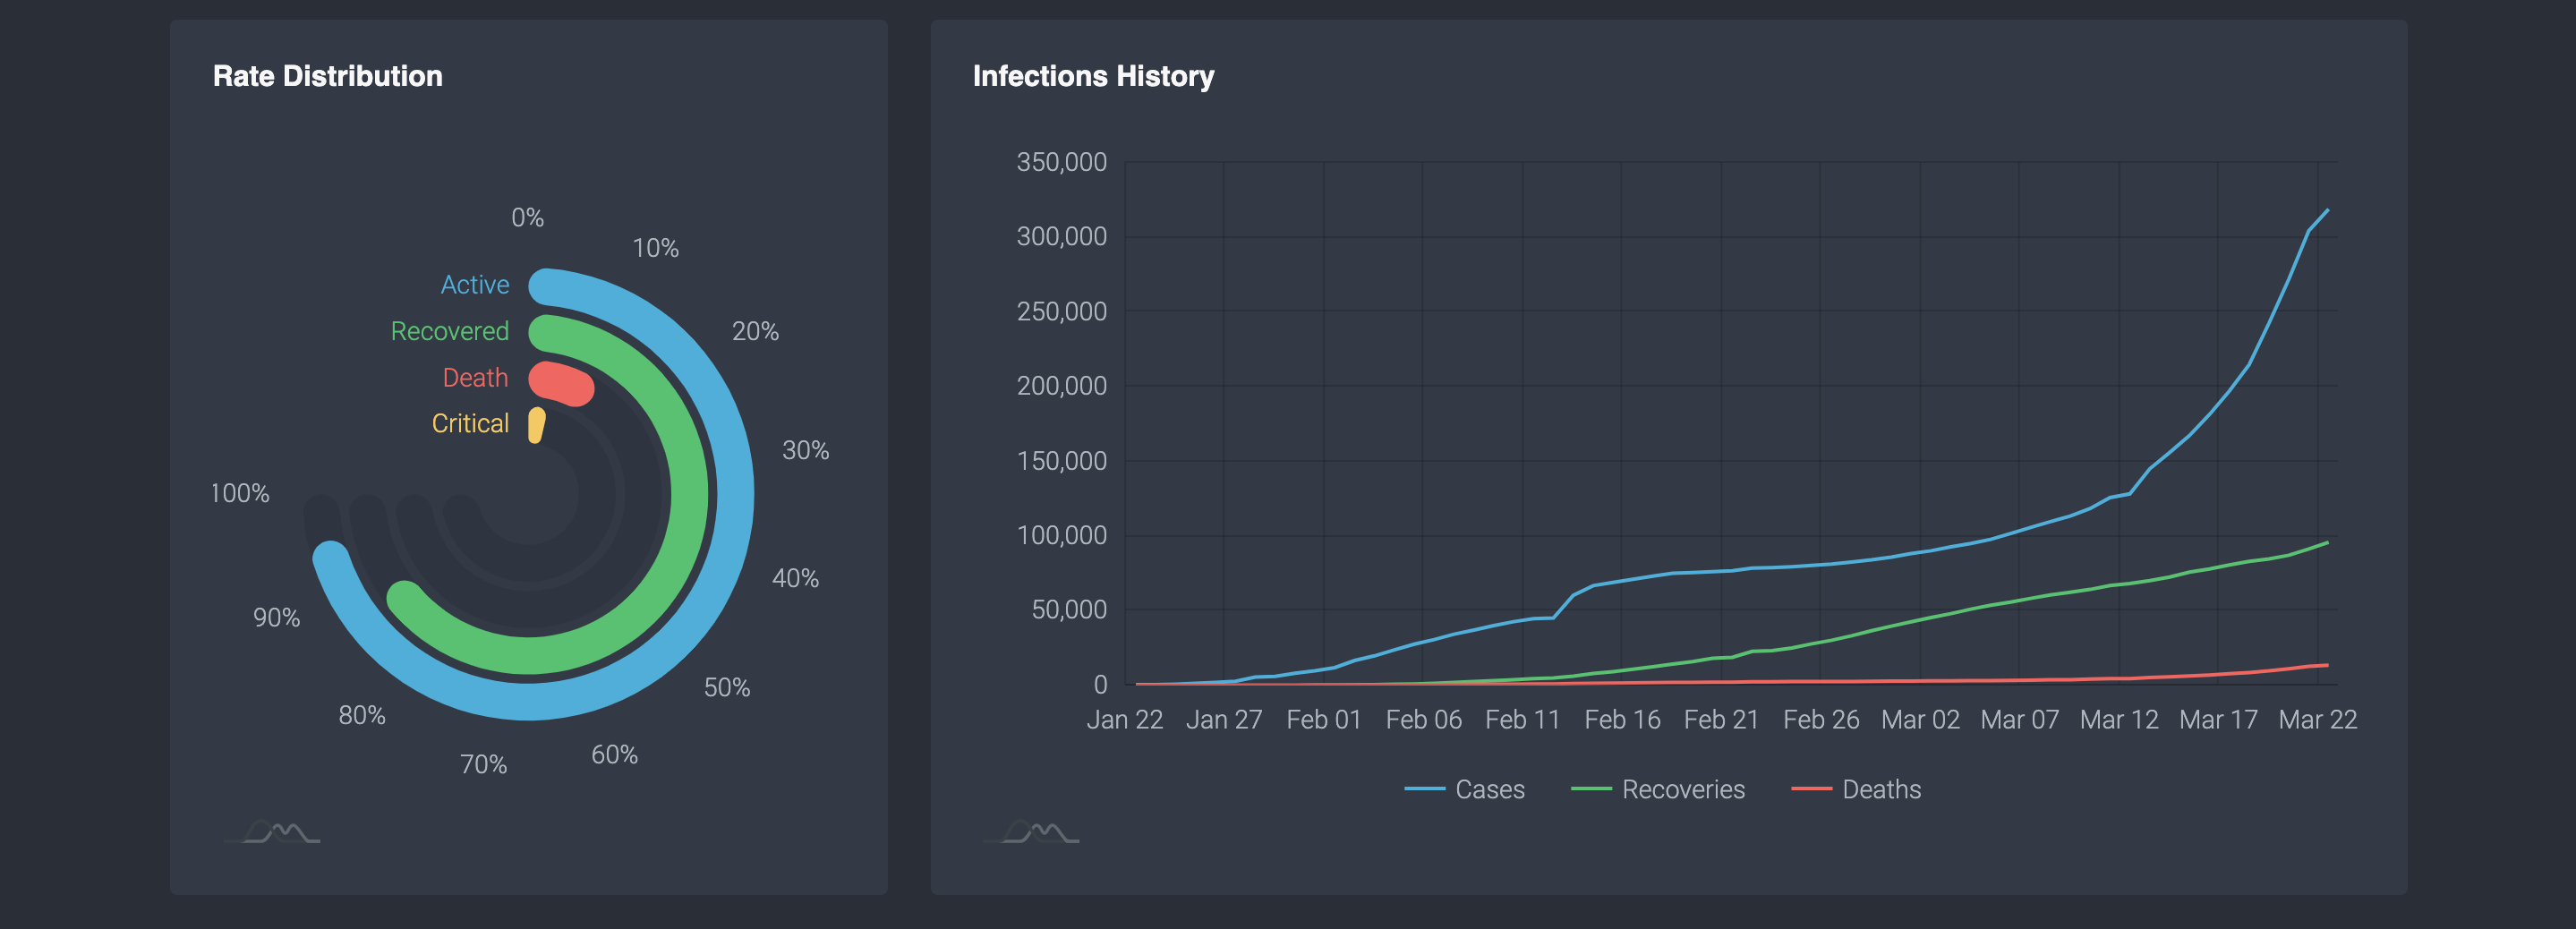 Rate Distribution
0%
10%
20%
30%
40%
50%
60%
70%
80%
90%
100%
Active
Recovered
Death
Critical
Infections History
350,000
300,000
250,000
200,000
150,000
100,000
50,000
0
Jan 22 Jan 27 Feb 01 Feb 06 Feb 11 Feb 16 Feb 21 Feb 26 Mar 02 Mar 07 Mar 12 Mar 17 Mar 22
Cases Recoveries Deaths